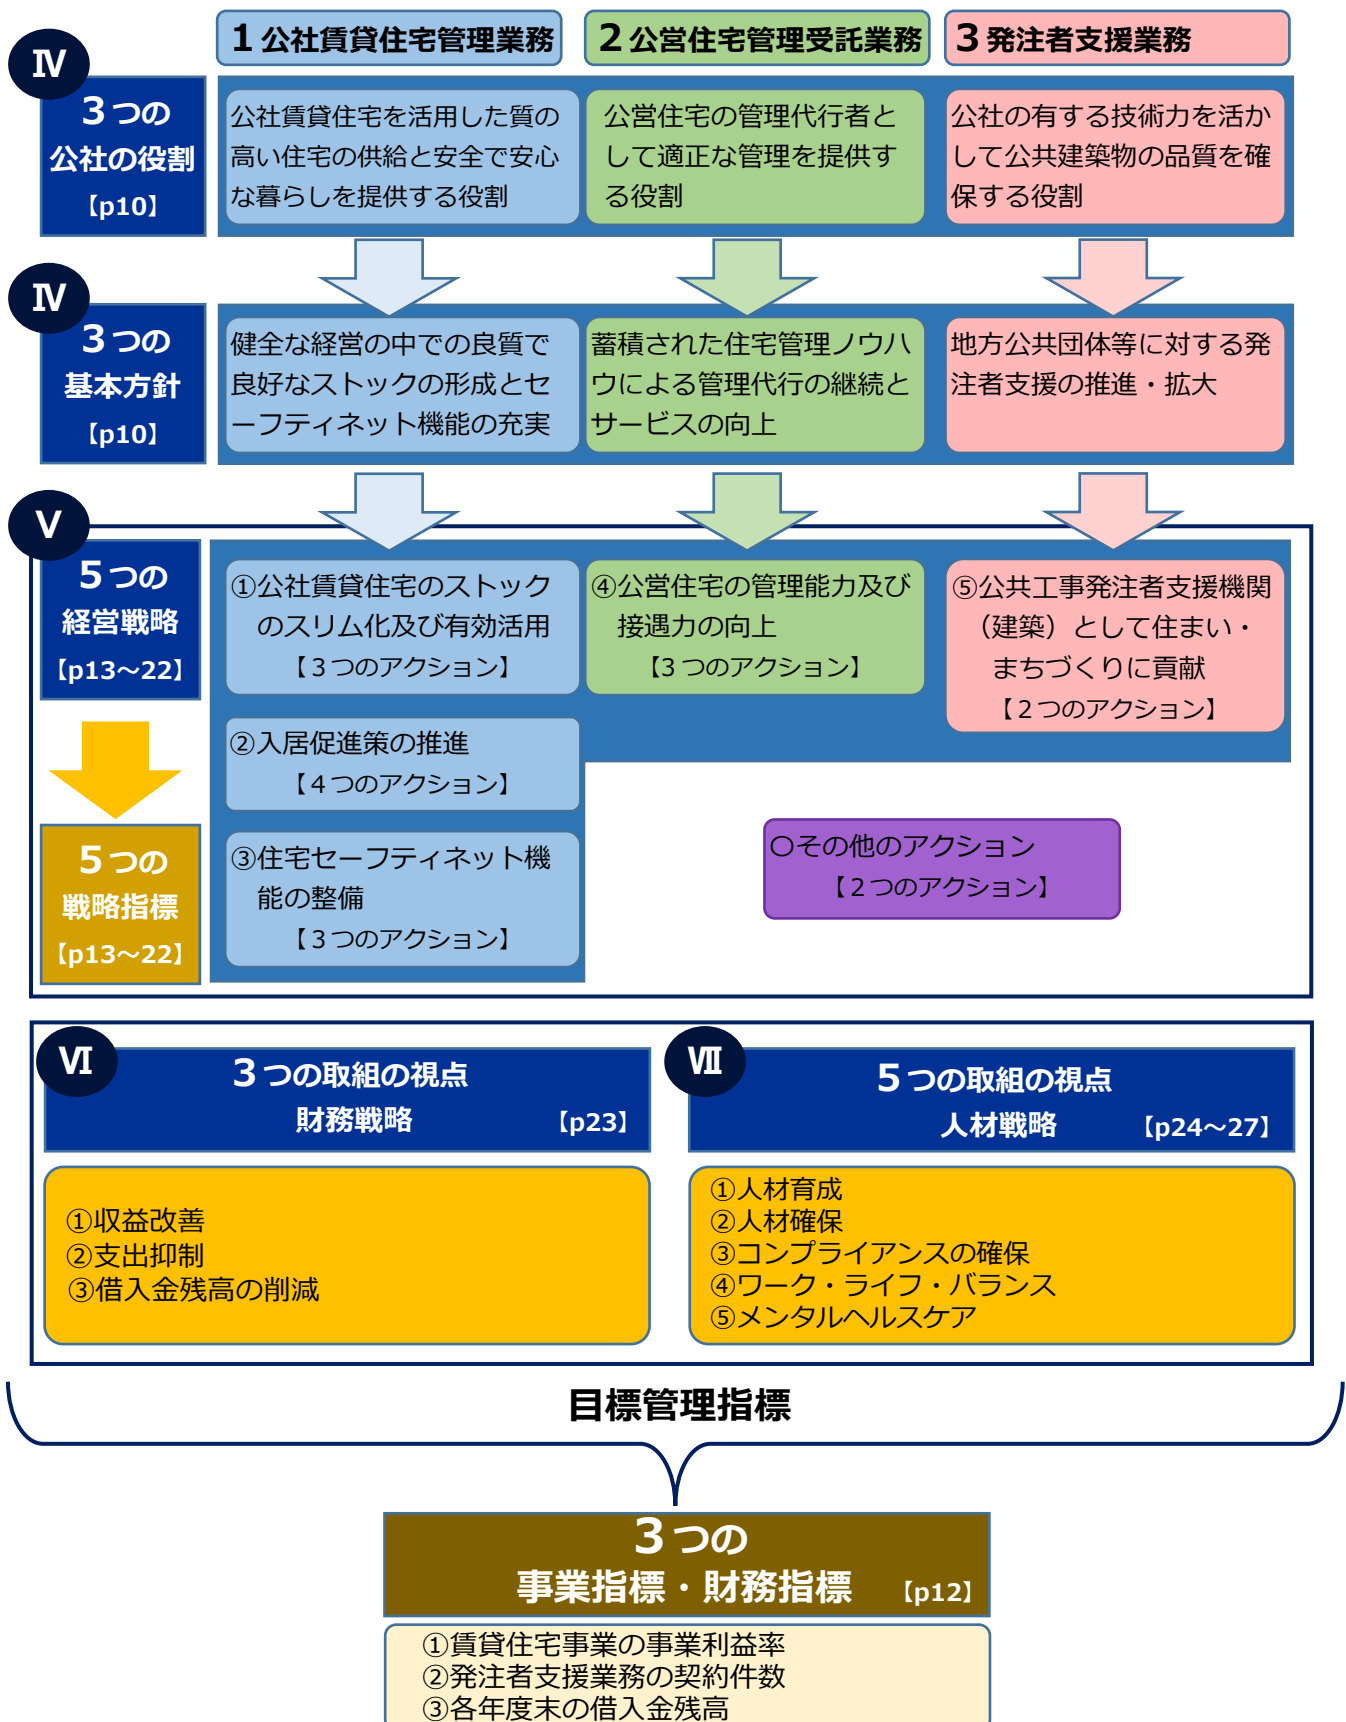 1 公社賃貸住宅管理業務
2 公営住宅管理受託業務
3 発注者支援業務
Ⅳ
3つの
公社の役割
【p10】
公社賃貸住宅を活用した質の
高い住宅の供給と安全で安心
な暮らしを提供する役割
公営住宅の管理代行者と
して適正な管理を提供す
る役割
公社の有する技術力を活か
して公共建築物の品質を確
保する役割
Ⅳ
3つの
基本方針
【p10】
健全な経営の中での良質で
良好なストックの形成とセ
ーフティネット機能の充実
蓄積された住宅管理ノウハ
ウによる管理代行の継続と
サービスの向上
地方公共団体等に対する発
注者支援の推進・拡大
Ⅴ
5つの
経営戦略
【p13～22】
①公社賃貸住宅のストック
のスリム化及び有効活用
【３つのアクション】
④公営住宅の管理能力及び
接遇力の向上
【3つのアクション】
⑤公共工事発注者支援機関
（建築）として住まい・
まちづくりに貢献
【２つのアクション】
②入居促進策の推進
【４つのアクション】
5つの
戦略指標
【p13～22】
③住宅セーフティネット機
能の整備
【３つのアクション】
〇その他のアクション
【２つのアクション】
Ⅵ
3つの取組の視点
財務戦略 【p23】
①収益改善
②支出抑制
③借入金残高の削減
Ⅶ
5つの取組の視点
人材戦略 【p24～27】
①人材育成
②人材確保
③コンプライアンスの確保
④ワーク・ライフ・バランス
⑤メンタルヘルスケア
目標管理指標
3つの
事業指標・財務指標 【p12】
①賃貸住宅事業の事業利益率
②発注者支援業務の契約件数
③各年度末の借入金残高